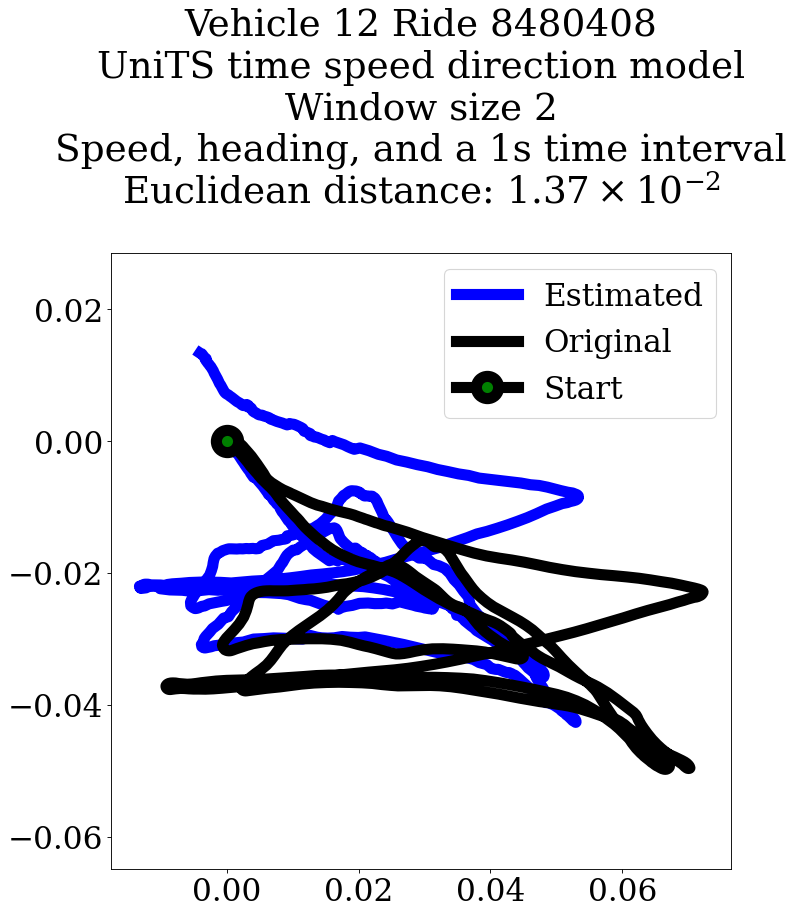 Vehicle 12 Ride 8480408
UniTS time speed direction model
Window size 2
Speed, heading, and a 1s time interval
Euclidean distance: 1.37 × 10⁻²
Estimated
Original
Start
0.02
0.00
−0.02
−0.04
−0.06
0.00 0.02 0.04 0.06